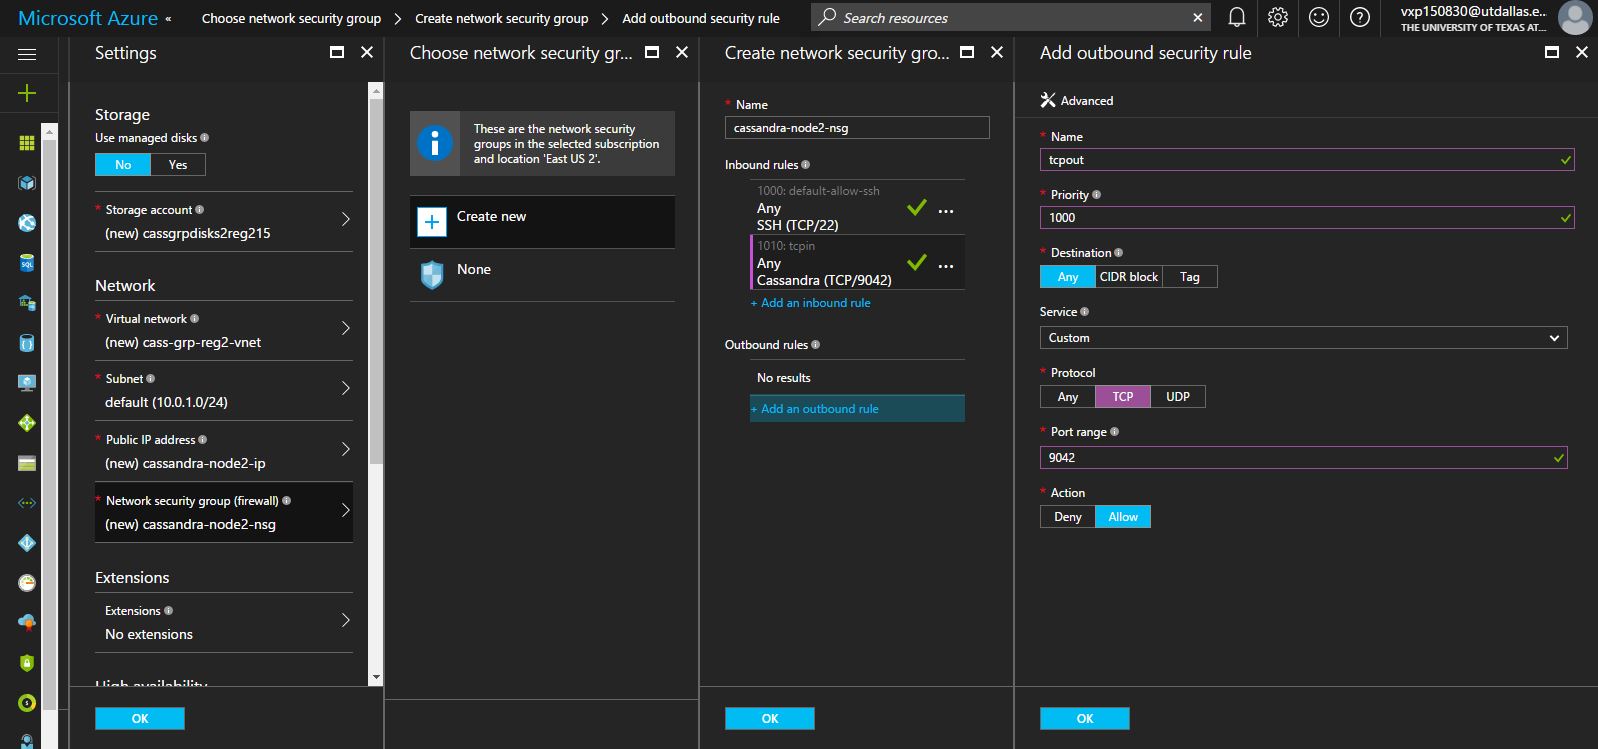 Microsoft Azure «
Choose network security group > Create network security group > Add outbound security rule
Search resources
vxp150830@utdallas.e...
THE UNIVERSITY OF TEXAS AT...
Settings
Storage
Use managed disks
No Yes
* Storage account
(new) cassgrpdisks2reg215
Network
* Virtual network
(new) cass-grp-reg2-vnet
* Subnet
default (10.0.1.0/24)
* Public IP address
(new) cassandra-node2-ip
* Network security group (firewall)
(new) cassandra-node2-nsg
Extensions
Extensions
No extensions
High availability
OK
Choose network security gr...
These are the network security
groups in the selected subscription
and location 'East US 2'.
Create new
None
Create network security gro...
* Name
cassandra-node2-nsg
Inbound rules
1000: default-allow-ssh
Any
SSH (TCP/22)
1010: tcpin
Any
Cassandra (TCP/9042)
+ Add an inbound rule
Outbound rules
No results
+ Add an outbound rule
OK
Add outbound security rule
Advanced
* Name
tcpout
* Priority
1000
* Destination
Any CIDR block Tag
Service
Custom
* Protocol
Any TCP UDP
* Port range
9042
* Action
Deny Allow
OK